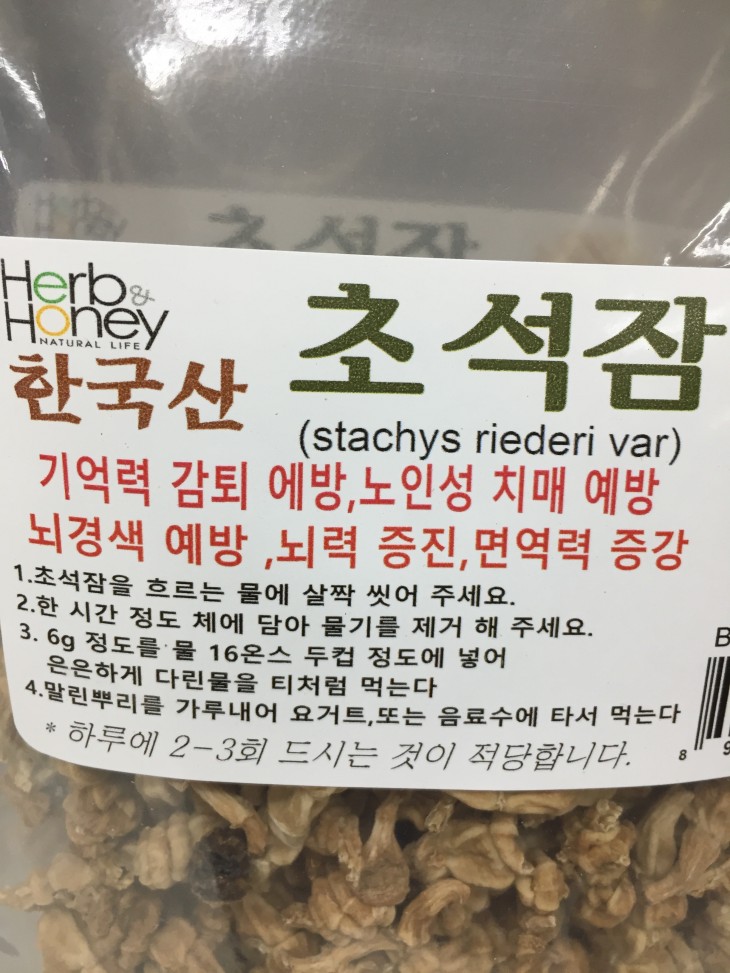 초석잠
Herb &
Honey
NATURAL LIFE
한국산
초석잠
(stachys riederi var)
기억력 감퇴 에방,노인성 치매 예방
뇌경색 예방 ,뇌력 증진,면역력 증강
1.초석잠을 흐르는 물에 살짝 씻어 주세요.
2.한 시간 정도 체에 담아 물기를 제거 해 주세요.
3. 6g 정도를 물 16온스 두컵 정도에 넣어
은은하게 다린물을 티처럼 먹는다
4.말린뿌리를 가루내어 요거트,또는 음료수에 타서 먹는다
* 하루에 2-3회 드시는 것이 적당합니다.
B
8 9